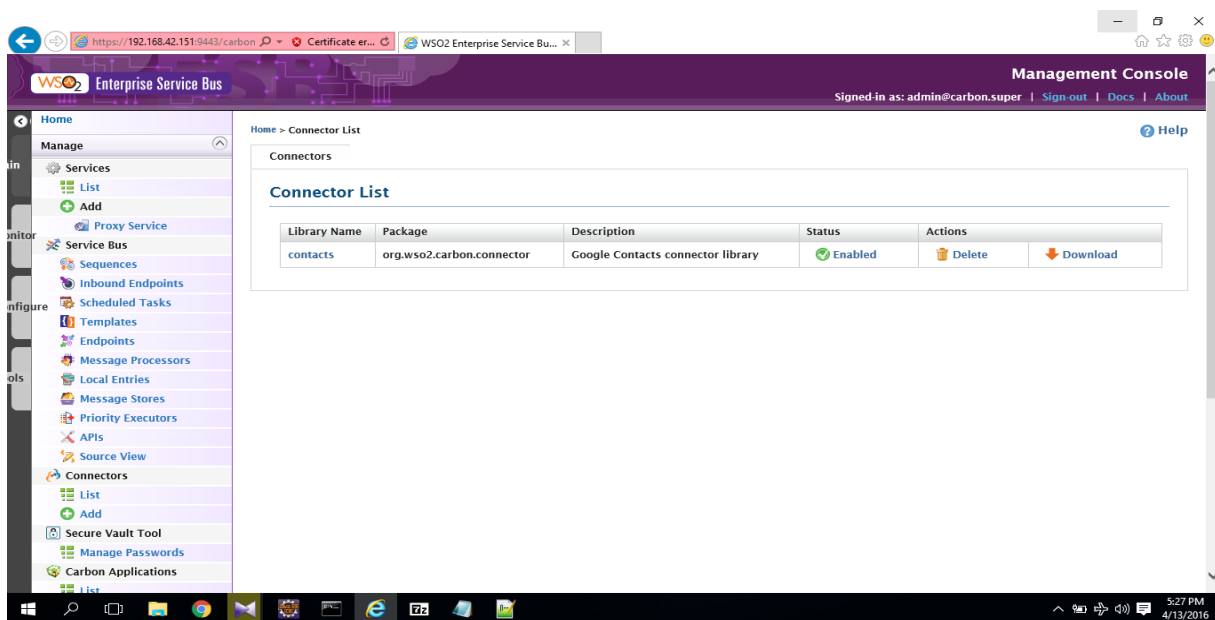 https://192.168.42.151:9443/carbon
Certificate er...
WSO2 Enterprise Service Bu...
WSO2 Enterprise Service Bus
Management Console
Signed-in as: admin@carbon.super | Sign-out | Docs | About
Home
Manage
Services
List
Add
Proxy Service
Service Bus
Sequences
Inbound Endpoints
Scheduled Tasks
Templates
Endpoints
Message Processors
Local Entries
Message Stores
Priority Executors
APIs
Source View
Connectors
List
Add
Secure Vault Tool
Manage Passwords
Carbon Applications
List
Home > Connector List
Help
Connectors
Connector List
Library Name Package Description Status Actions
contacts org.wso2.carbon.connector Google Contacts connector library Enabled Delete Download
5:27 PM
4/13/2016